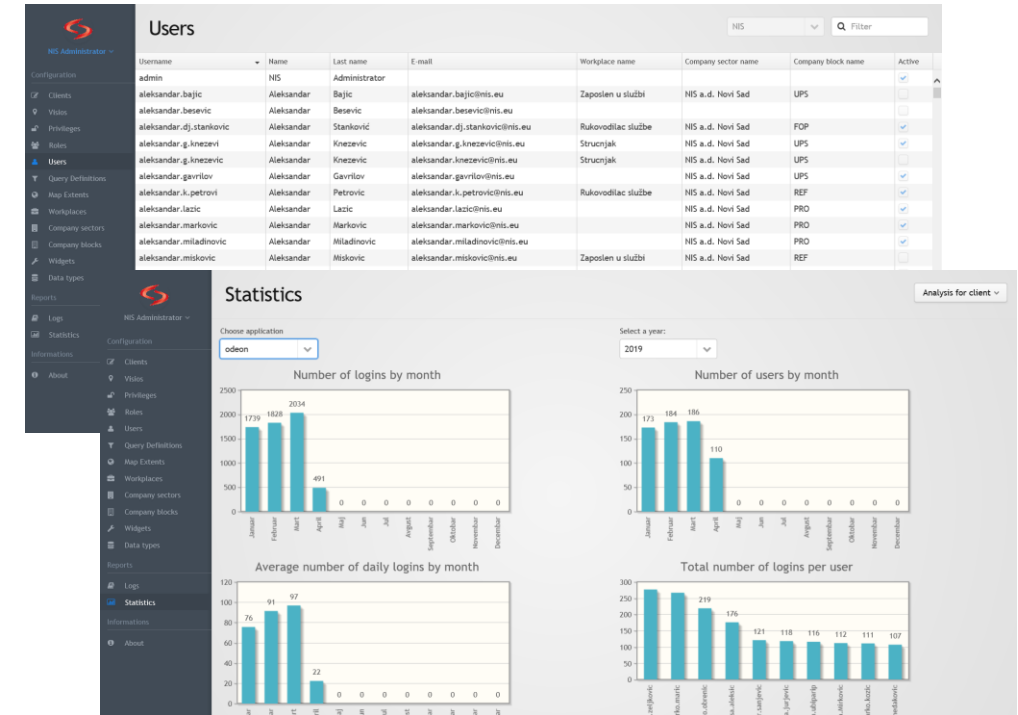 Users
NIS
Filter
NIS Administrator
Configuration
Clients
Visios
Privileges
Roles
Users
Query Definitions
Map Extents
Workplaces
Company sectors
Company blocks
Widgets
Data types
Reports
Logs
Statistics
Informations
About
Username Name Last name E-mail Workplace name Company sector name Company block name Active
admin NIS Administrator
aleksandar.bajic Aleksandar Bajic aleksandar.bajic@nis.eu Zaposlen u službi NIS a.d. Novi Sad UPS
aleksandar.besevic Aleksandar Besevic aleksandar.besevic@nis.eu
aleksandar.dj.stankovic Aleksandar Stanković aleksandar.dj.stankovic@nis.eu Rukovodilac službe NIS a.d. Novi Sad FOP
aleksandar.g.knezevi Aleksandar Knezevic aleksandar.g.knezevic@nis.eu Strucnjak NIS a.d. Novi Sad UPS
aleksandar.g.knezevic Aleksandar Knezevic aleksandar.knezevic@nis.eu Strucnjak NIS a.d. Novi Sad UPS
aleksandar.gavrilov Aleksandar Gavrilov aleksandar.gavrilov@nis.eu NIS a.d. Novi Sad UPS
aleksandar.k.petrovi Aleksandar Petrovic aleksandar.k.petrovic@nis.eu Rukovodilac službe NIS a.d. Novi Sad REF
aleksandar.lazic Aleksandar Lazic aleksandar.lazic@nis.eu NIS a.d. Novi Sad PRO
aleksandar.markovic Aleksandar Markovic aleksandar.markovic@nis.eu NIS a.d. Novi Sad PRO
aleksandar.miladinovic Aleksandar Miladinovic aleksandar.miladinovic@nis.eu NIS a.d. Novi Sad PRO
aleksandar.miskovic Aleksandar Miskovic aleksandar.miskovic@nis.eu Zaposlen u službi NIS a.d. Novi Sad REF
Statistics
Analysis for client
NIS Administrator
Configuration
Clients
Visios
Privileges
Roles
Users
Query Definitions
Map Extents
Workplaces
Company sectors
Company blocks
Widgets
Data types
Reports
Logs
Statistics
Informations
About
Choose application
odeon
Select a year:
2019
Number of logins by month
2500
2000
1500
1000
500
0
1739 1828 2034 491 0 0 0 0 0 0 0 0
Januar Februar Mart April Maj Jun Jul Avgust Septembar Oktobar Novembar Decembar
Number of users by month
250
200
150
100
50
0
173 184 186 110 0 0 0 0 0 0 0 0
Januar Februar Mart April Maj Jun Jul Avgust Septembar Oktobar Novembar Decembar
Average number of daily logins by month
120
100
80
60
40
20
0
76 91 97 22 0 0 0 0 0 0 0 0
Total number of logins per user
300
250
200
150
100
50
0
219 176 121 118 116 112 111 107